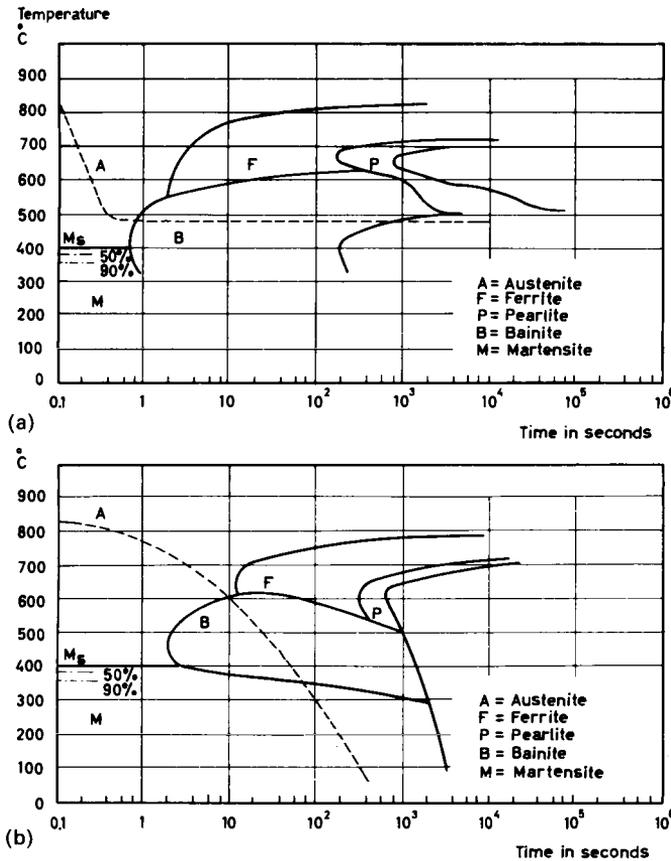 Temperature
°C
900
800
700
600
500
400
300
200
100
0
A
F
P
B
Ms
50%
90%
M
A = Austenite
F = Ferrite
P = Pearlite
B = Bainite
M = Martensite
0.1 1 10 10² 10³ 10⁴ 10⁵ 10⁶
(a)
Time in seconds
°C
900
800
700
600
500
400
300
200
100
0
A
F
P
B
Ms
50%
90%
M
A = Austenite
F = Ferrite
P = Pearlite
B = Bainite
M = Martensite
0.1 1 10 10² 10³ 10⁴ 10⁵
(b)
Time in seconds